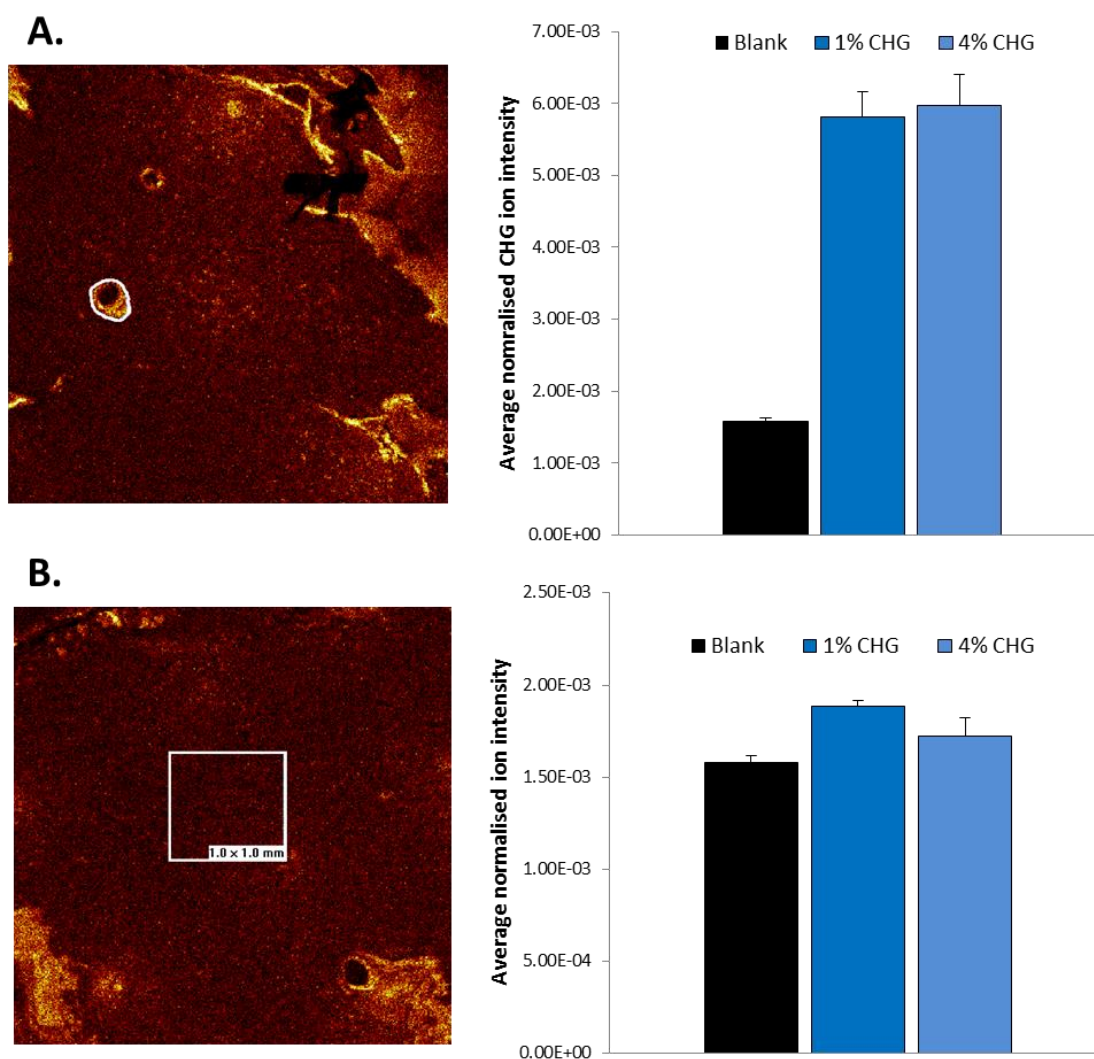 A.
Average nomralised CHG ion intensity
7.00E-03
6.00E-03
5.00E-03
4.00E-03
3.00E-03
2.00E-03
1.00E-03
0.00E+00
Blank 1% CHG 4% CHG
B.
1.0 × 1.0 mm
Average normalised ion intensity
2.50E-03
2.00E-03
1.50E-03
1.00E-03
5.00E-04
0.00E+00
Blank 1% CHG 4% CHG